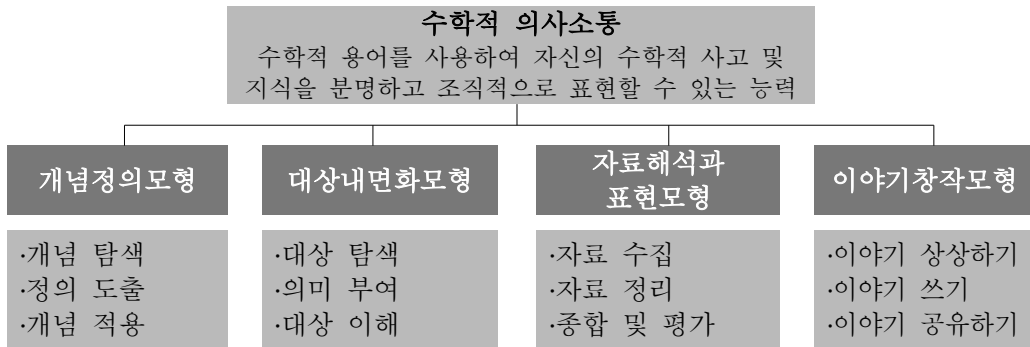 수학적 의사소통
수학적 용어를 사용하여 자신의 수학적 사고 및
지식을 분명하고 조직적으로 표현할 수 있는 능력
개념정의모형
·개념 탐색
·정의 도출
·개념 적용
대상내면화모형
·대상 탐색
·의미 부여
·대상 이해
자료해석과
표현모형
·자료 수집
·자료 정리
·종합 및 평가
이야기창작모형
·이야기 상상하기
·이야기 쓰기
·이야기 공유하기